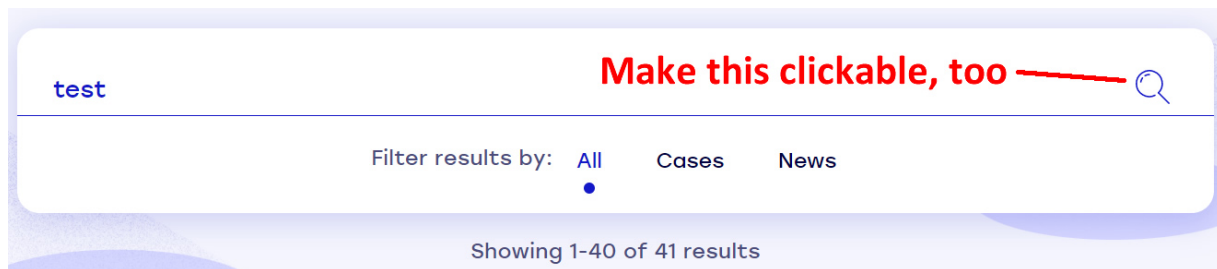 Make this clickable, too
test
Filter results by: All Cases News
Showing 1-40 of 41 results